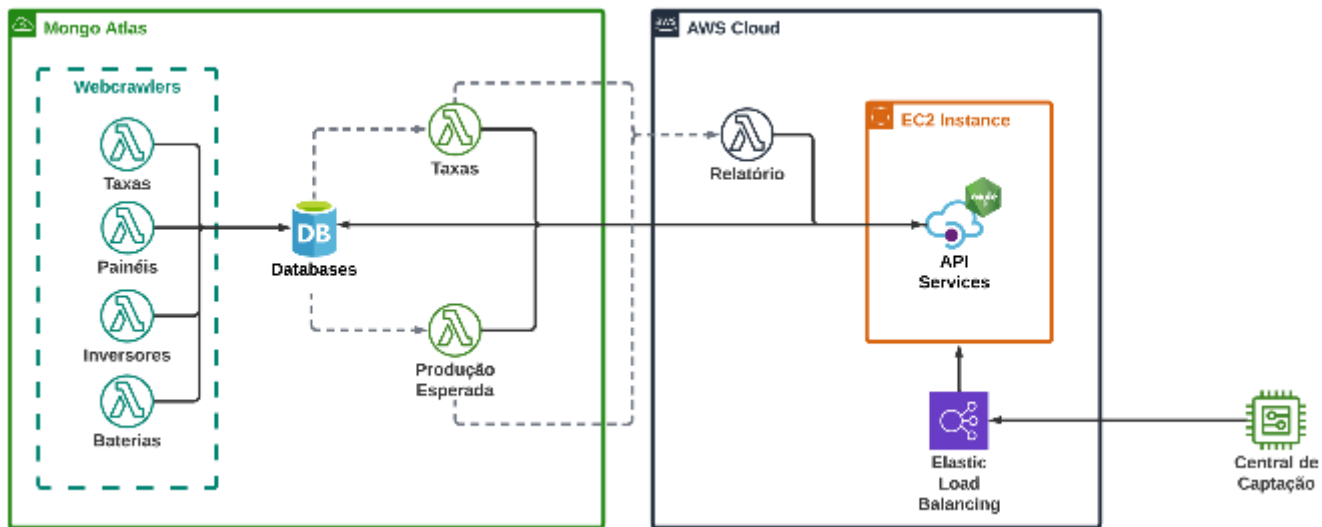 Mongo Atlas
Webcrawlers
Taxas
Painéis
Inversores
Baterias
DB
Databases
Taxas
Produção
Esperada
AWS
AWS Cloud
Relatório
EC2 Instance
API
Services
Elastic
Load
Balancing
Central de
Captação